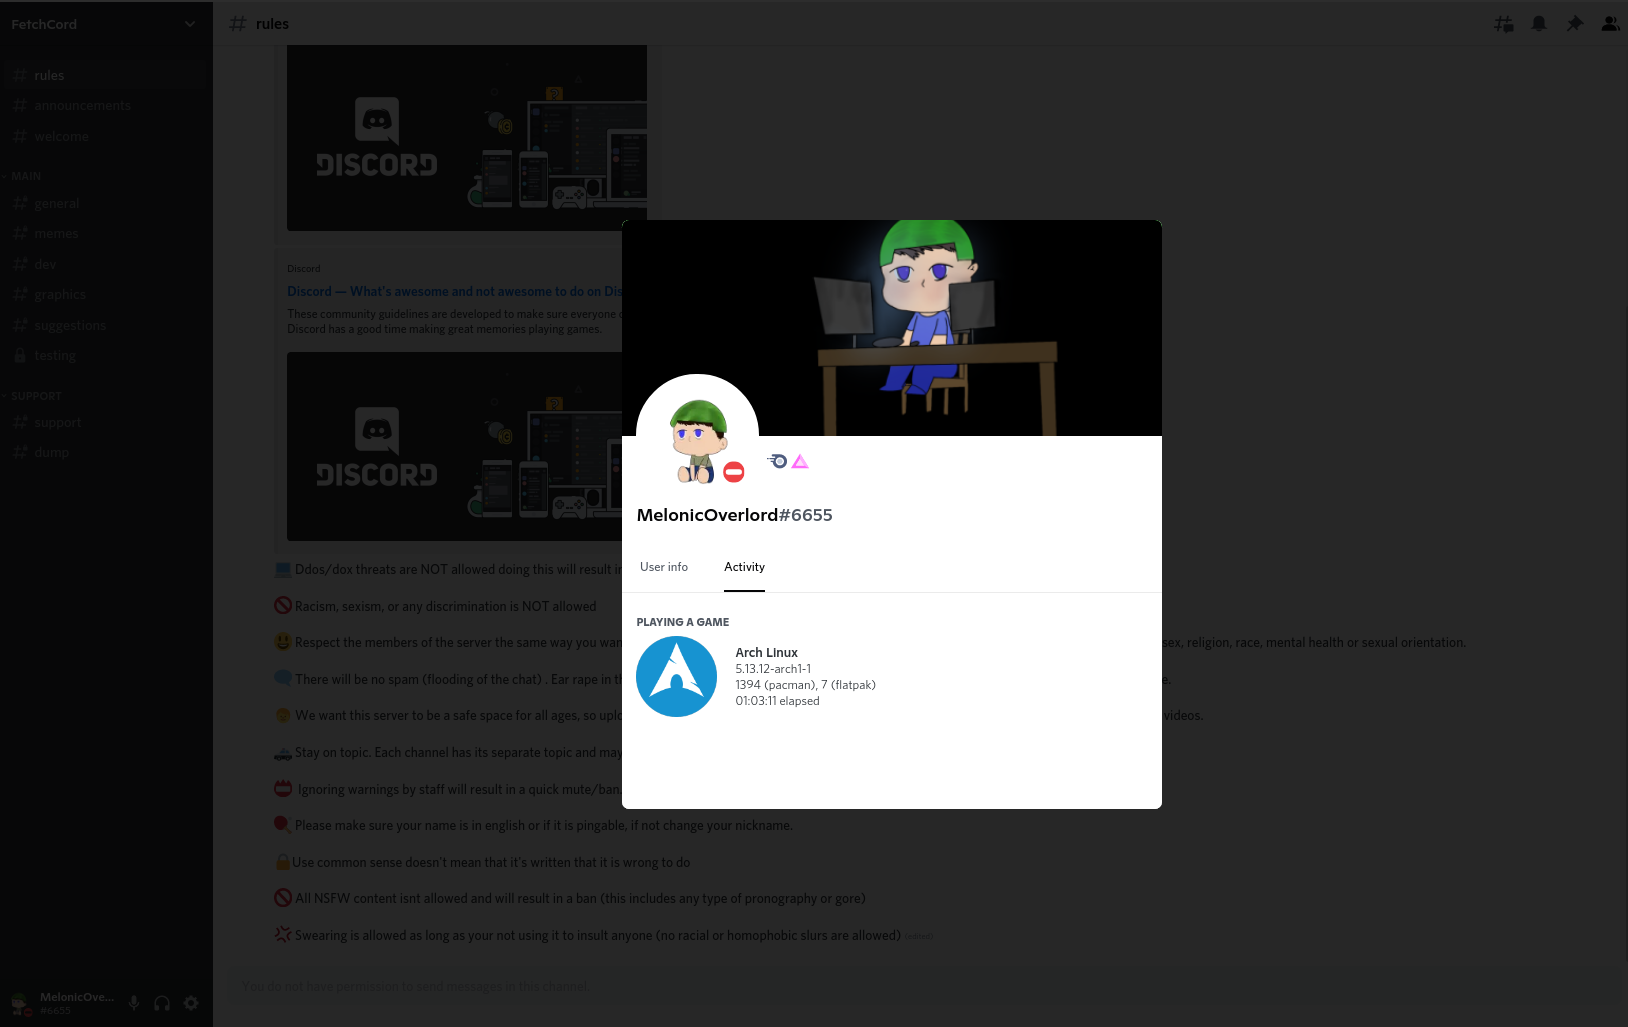 FetchCord
rules
announcements
welcome
MAIN
general
memes
dev
graphics
suggestions
testing
SUPPORT
support
dump
MelonicOve...
#6655
rules
DISCORD
Discord
Discord — What's awesome and not awesome to do on Dis
These community guidelines are developed to make sure everyone
Discord has a good time making great memories playing games.
DISCORD
Ddos/dox threats are NOT allowed doing this will result i
Racism, sexism, or any discrimination is NOT allowed
Respect the members of the server the same way you wan sex, religion, race, mental health or sexual orientation.
There will be no spam (flooding of the chat) . Ear rape in t e.
We want this server to be a safe space for all ages, so uplo videos.
Stay on topic. Each channel has its separate topic and may
Ignoring warnings by staff will result in a quick mute/ban.
Please make sure your name is in english or if it is pingable, if not change your nickname.
Use common sense doesn't mean that it's written that it is wrong to do
All NSFW content isnt allowed and will result in a ban (this includes any type of pronography or gore)
Swearing is allowed as long as your not using it to insult anyone (no racial or homophobic slurs are allowed) (edited)
You do not have permission to send messages in this channel.
MelonicOverlord#6655
User info
Activity
PLAYING A GAME
Arch Linux
5.13.12-arch1-1
1394 (pacman), 7 (flatpak)
01:03:11 elapsed